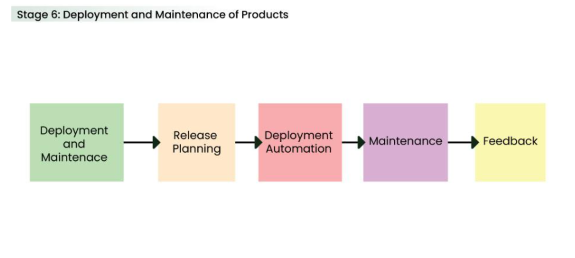 Stage 6: Deployment and Maintenance of Products
Deployment
and
Maintenace
Release
Planning
Deployment
Automation
Maintenance
Feedback